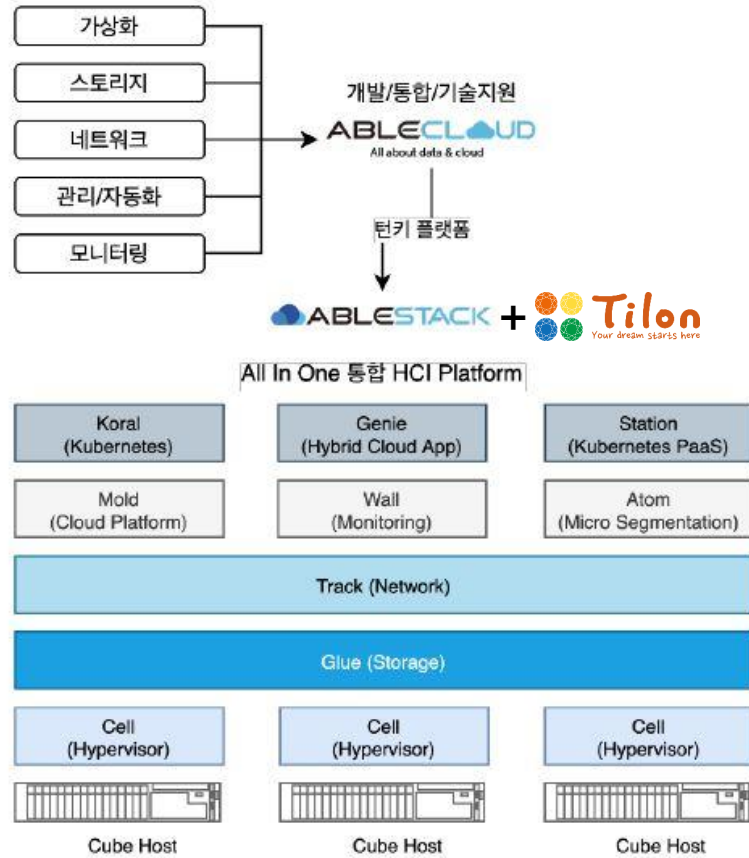 가상화
스토리지
네트워크
관리/자동화
모니터링
개발/통합/기술지원
ABLECLOUD
All about data & cloud
턴키 플랫폼
ABLESTACK + Tilon
Your dream starts here
All In One 통합 HCI Platform
Koral
(Kubernetes)
Genie
(Hybrid Cloud App)
Station
(Kubernetes PaaS)
Mold
(Cloud Platform)
Wall
(Monitoring)
Atom
(Micro Segmentation)
Track (Network)
Glue (Storage)
Cell
(Hypervisor)
Cell
(Hypervisor)
Cell
(Hypervisor)
Cube Host
Cube Host
Cube Host